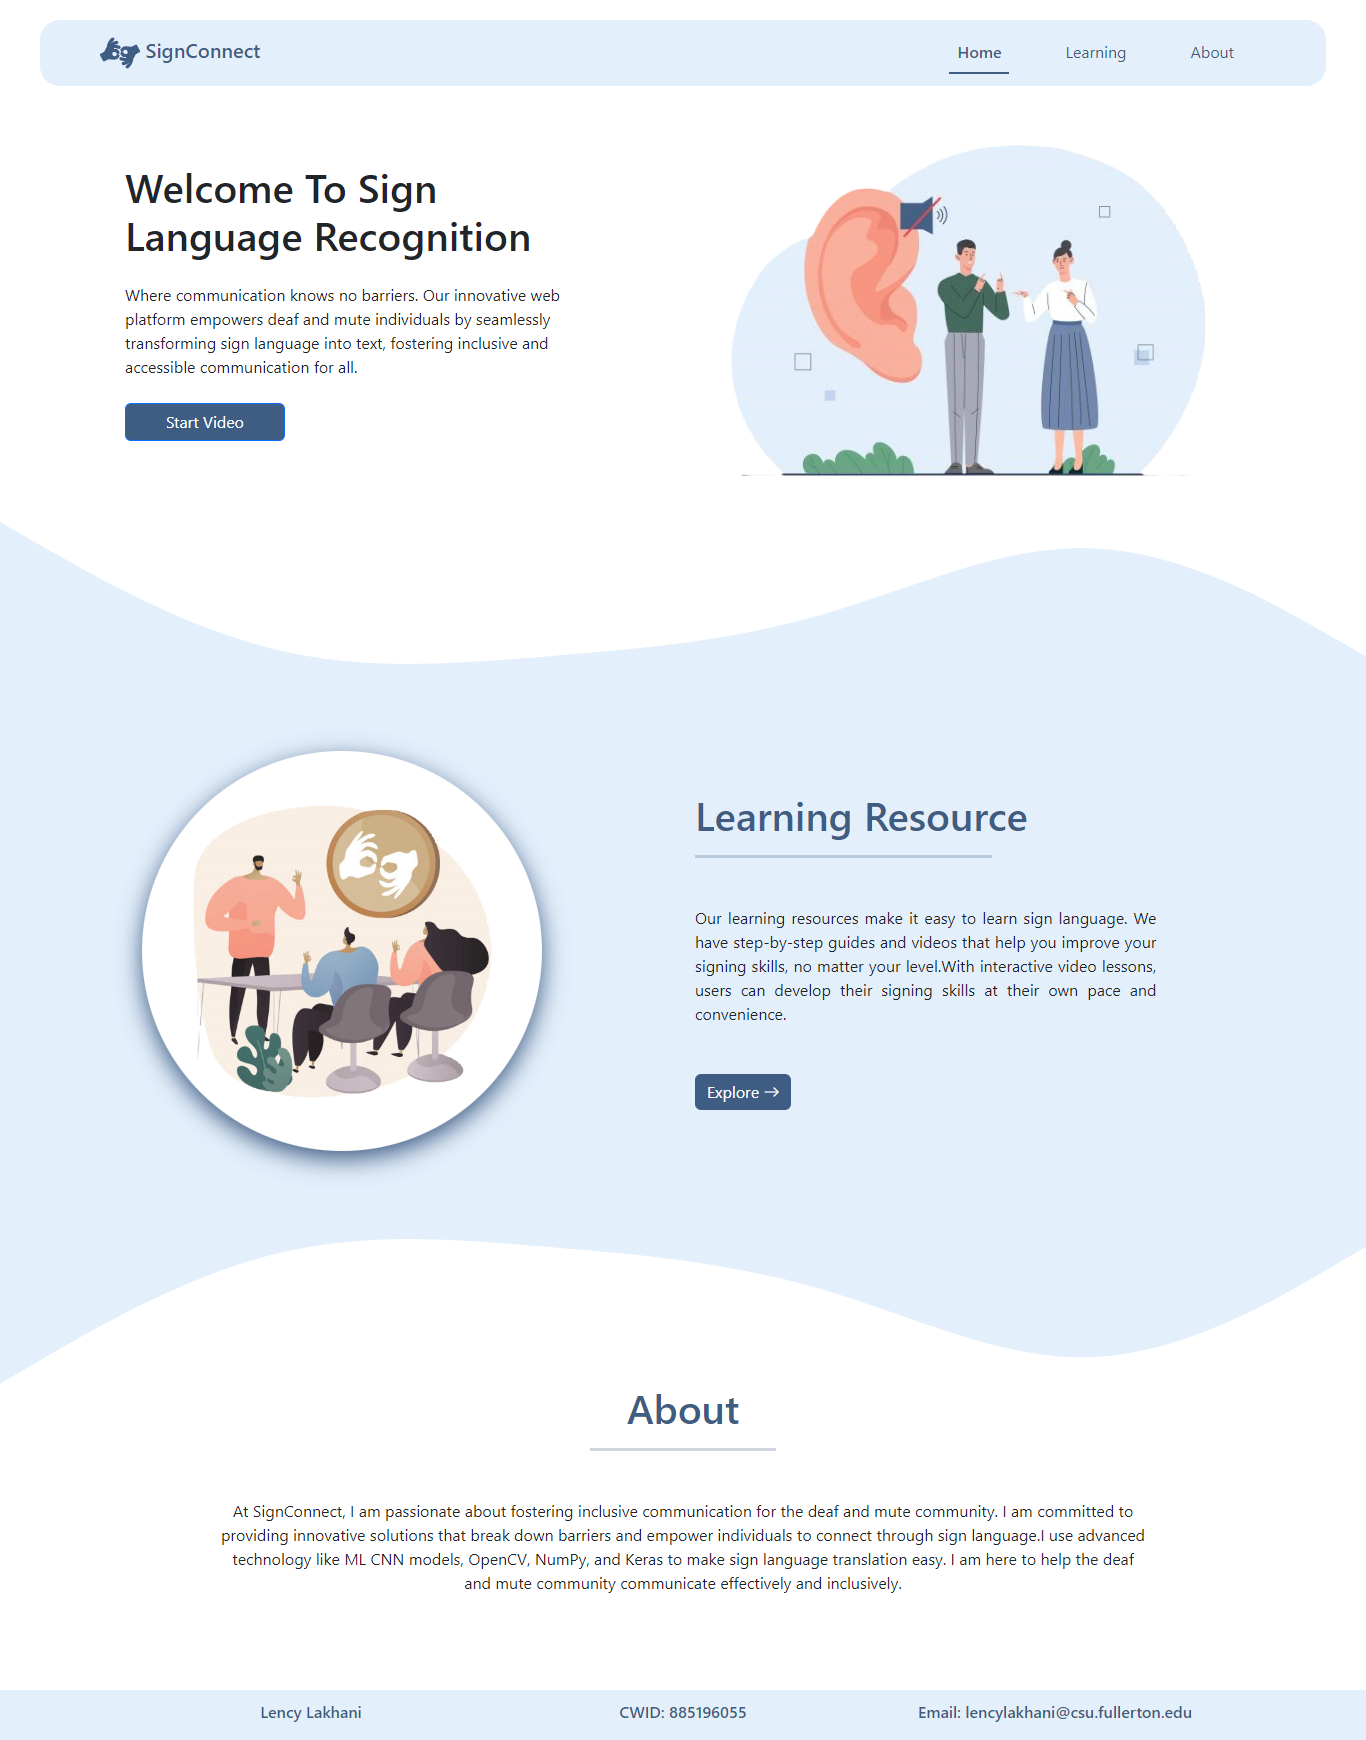 SignConnect
Home
Learning
About
Welcome To Sign
Language Recognition
Where communication knows no barriers. Our innovative web
platform empowers deaf and mute individuals by seamlessly
transforming sign language into text, fostering inclusive and
accessible communication for all.
Start Video
Learning Resource
Our learning resources make it easy to learn sign language. We
have step-by-step guides and videos that help you improve your
signing skills, no matter your level.With interactive video lessons,
users can develop their signing skills at their own pace and
convenience.
Explore →
About
At SignConnect, I am passionate about fostering inclusive communication for the deaf and mute community. I am committed to
providing innovative solutions that break down barriers and empower individuals to connect through sign language.I use advanced
technology like ML CNN models, OpenCV, NumPy, and Keras to make sign language translation easy. I am here to help the deaf
and mute community communicate effectively and inclusively.
Lency Lakhani
CWID: 885196055
Email: lencylakhani@csu.fullerton.edu